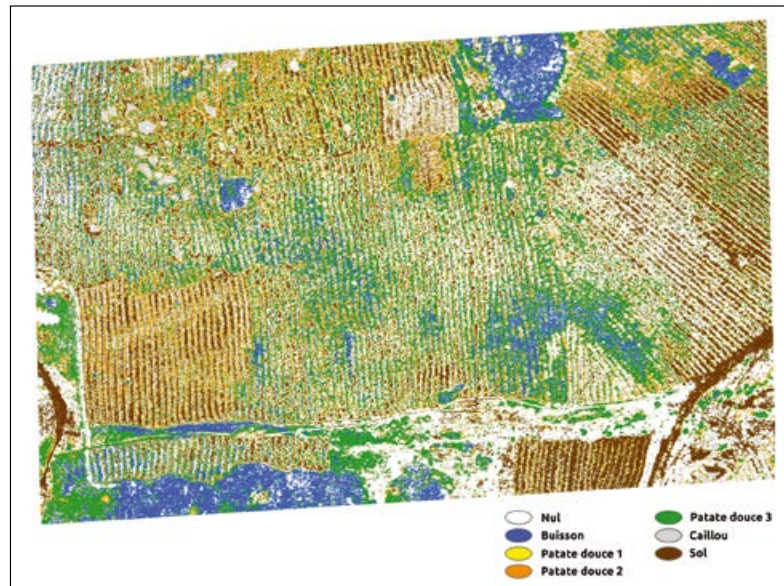 Nul
Buisson
Patate douce 1
Patate douce 2
Patate douce 3
Caillou
Sol